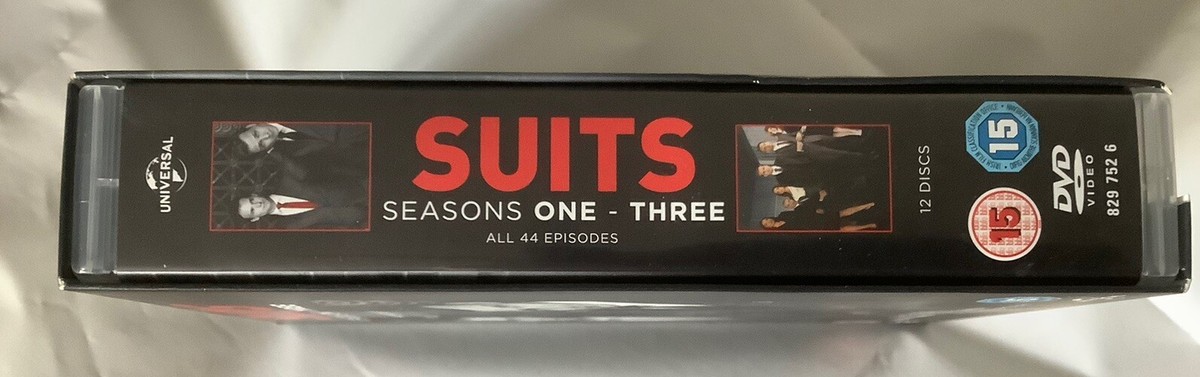 UNIVERSAL
SUITS
SEASONS ONE - THREE
ALL 44 EPISODES
12 DISCS
15
15
DVD
VIDEO
829 752 6